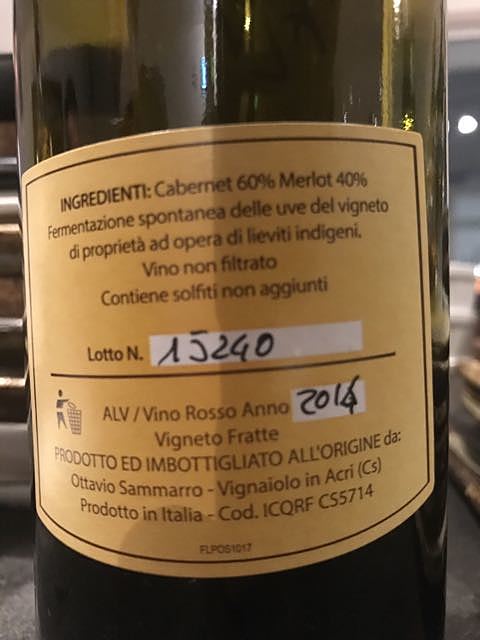 INGREDIENTI: Cabernet 60% Merlot 40%
Fermentazione spontanea delle uve del vigneto
di proprietà ad opera di lieviti indigeni.
Vino non filtrato
Contiene solfiti non aggiunti
Lotto N. 15240
ALV / Vino Rosso Anno 2014
Vigneto Fratte
PRODOTTO ED IMBOTTIGLIATO ALL'ORIGINE da:
Ottavio Sammarro - Vignaiolo in Acri (Cs)
Prodotto in Italia - Cod. ICQRF CS5714
FLPOS1017